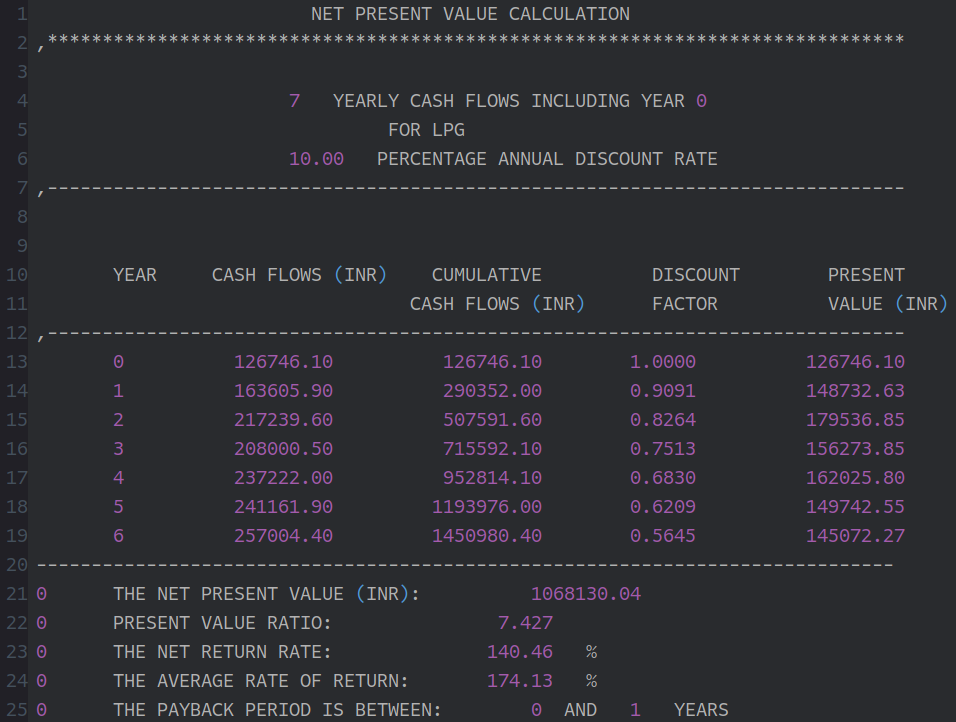 1 NET PRESENT VALUE CALCULATION
2 ,******************************************************************************
3
4 7 YEARLY CASH FLOWS INCLUDING YEAR 0
5 FOR LPG
6 10.00 PERCENTAGE ANNUAL DISCOUNT RATE
7 ,------------------------------------------------------------------------------
8
9
10 YEAR CASH FLOWS (INR) CUMULATIVE DISCOUNT PRESENT
11 CASH FLOWS (INR) FACTOR VALUE (INR)
12 ,------------------------------------------------------------------------------
13 0 126746.10 126746.10 1.0000 126746.10
14 1 163605.90 290352.00 0.9091 148732.63
15 2 217239.60 507591.60 0.8264 179536.85
16 3 208000.50 715592.10 0.7513 156273.85
17 4 237222.00 952814.10 0.6830 162025.80
18 5 241161.90 1193976.00 0.6209 149742.55
19 6 257004.40 1450980.40 0.5645 145072.27
20 ------------------------------------------------------------------------------
21 0 THE NET PRESENT VALUE (INR): 1068130.04
22 0 PRESENT VALUE RATIO: 7.427
23 0 THE NET RETURN RATE: 140.46 %
24 0 THE AVERAGE RATE OF RETURN: 174.13 %
25 0 THE PAYBACK PERIOD IS BETWEEN: 0 AND 1 YEARS